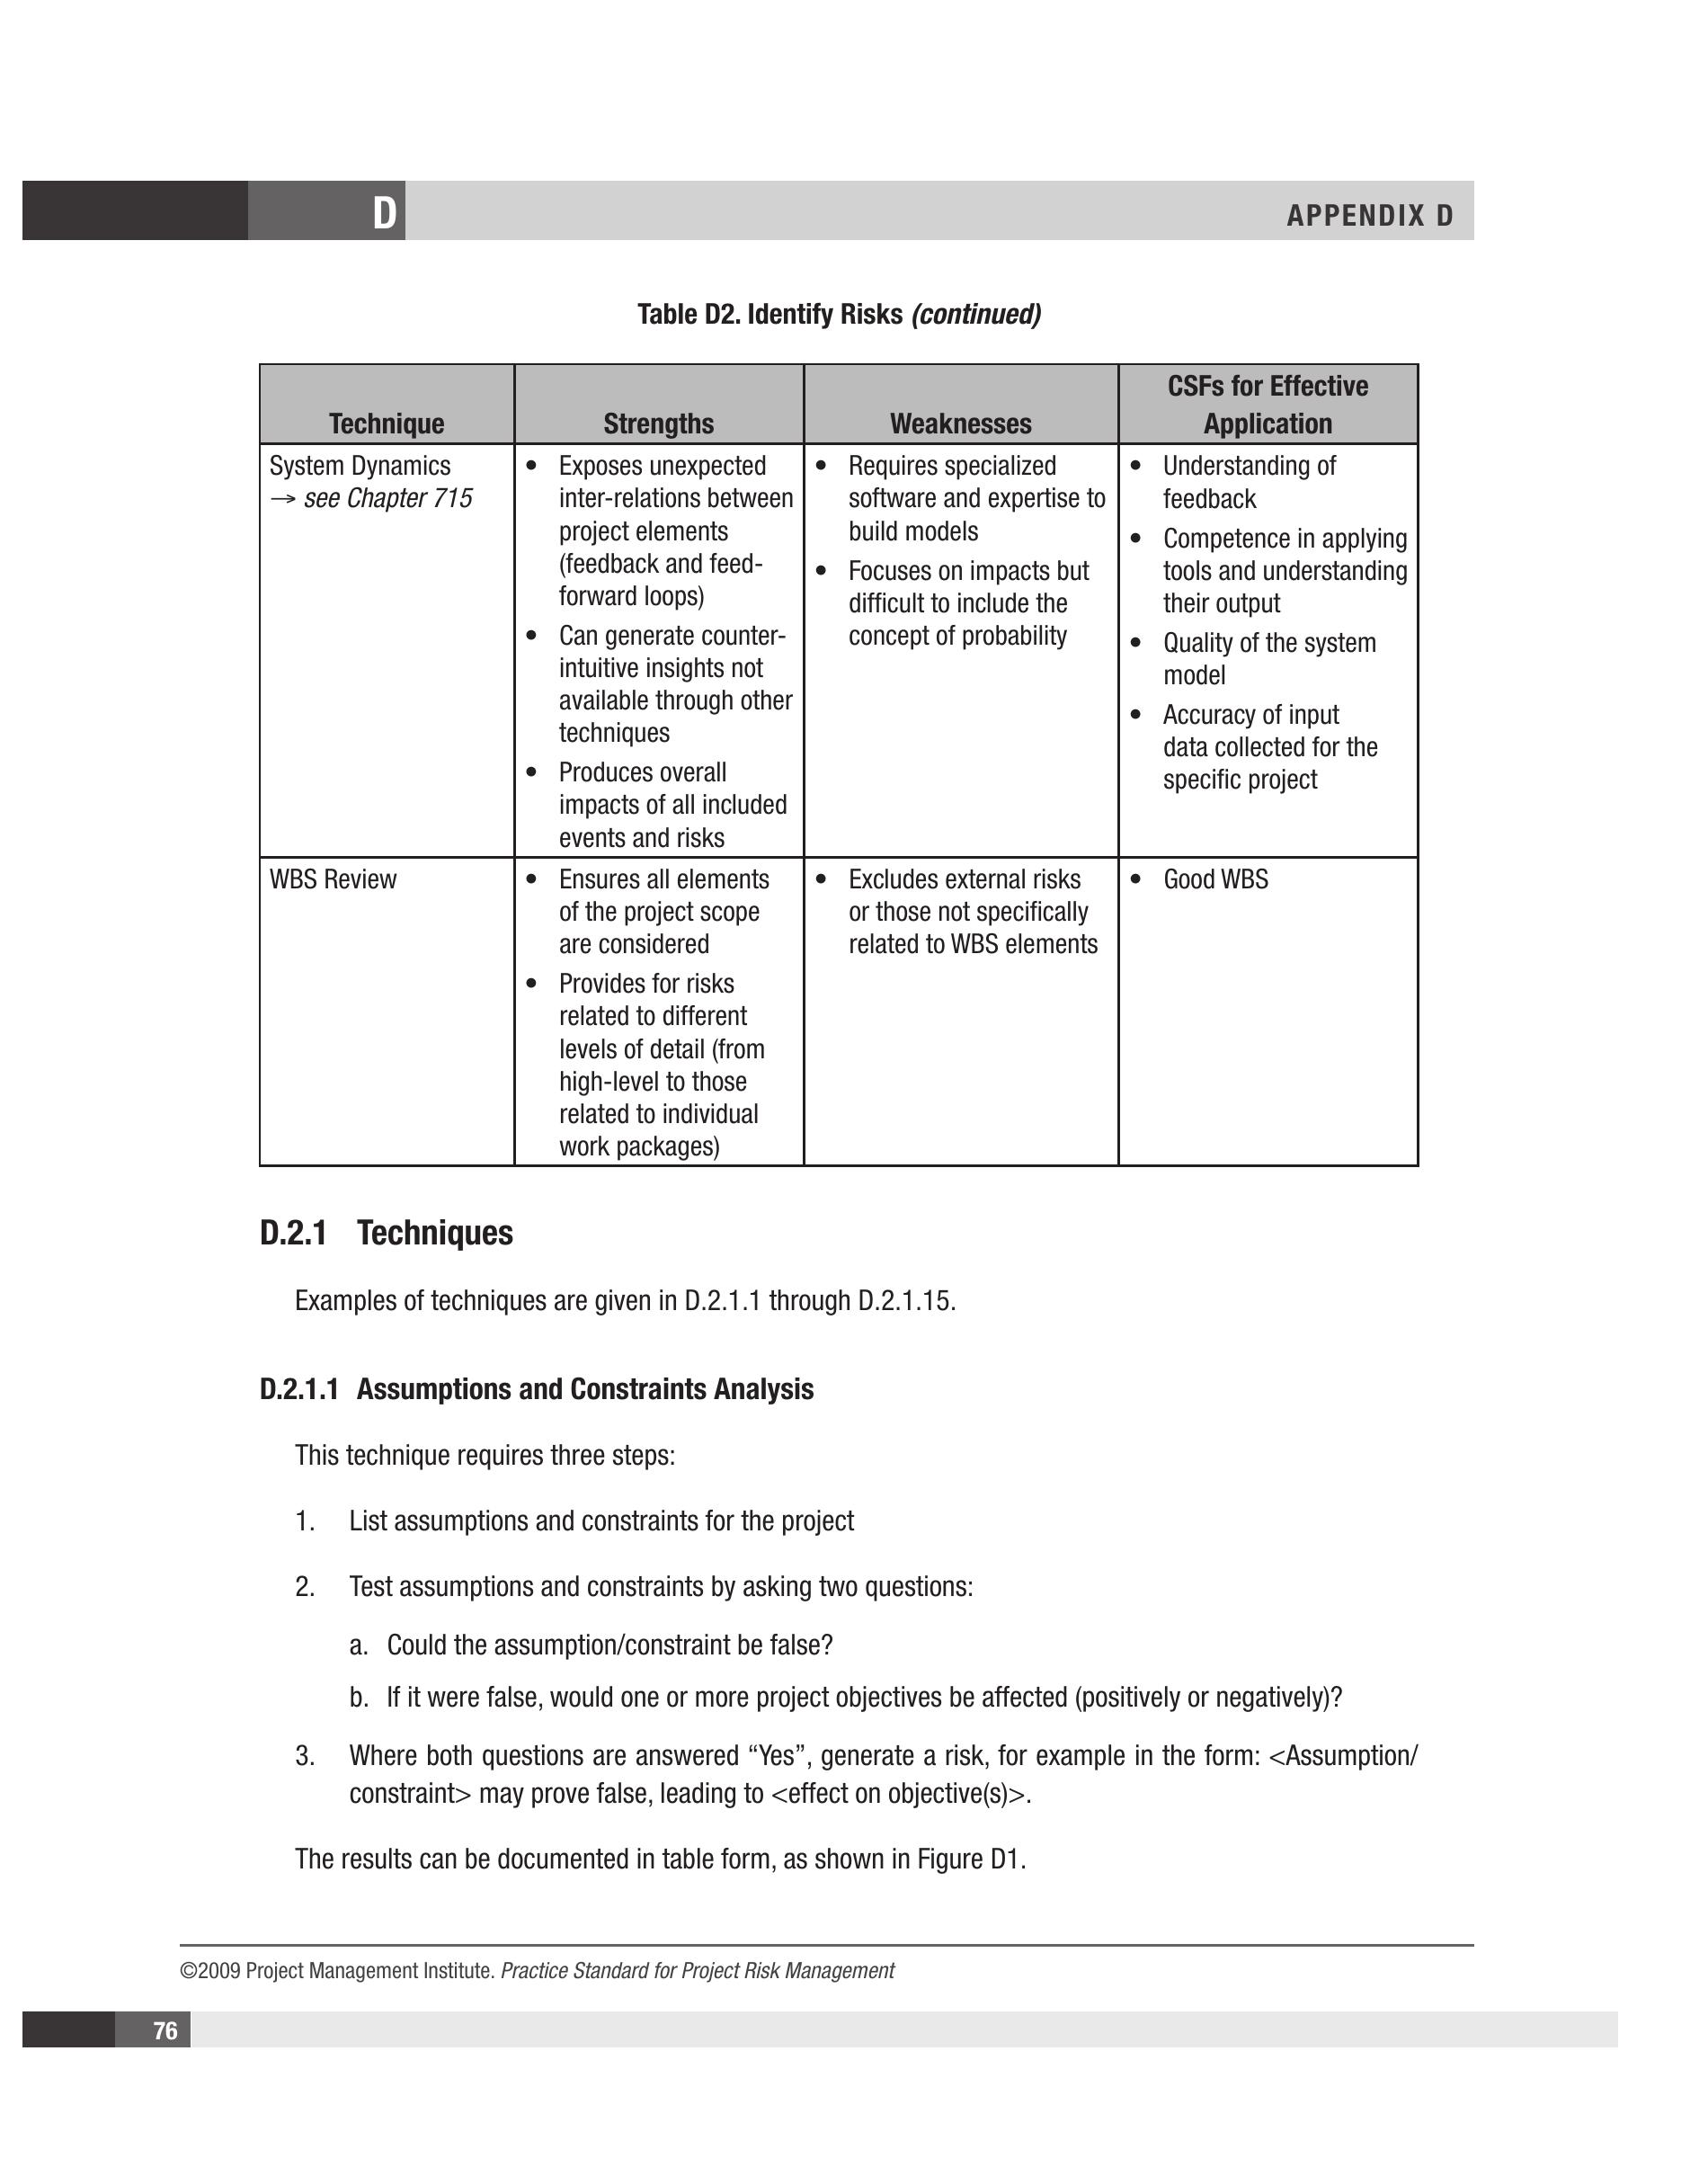 D
APPENDIX D
Table D2. Identify Risks (continued)
Technique
Strengths
Weaknesses
CSFs for Effective
Application
System Dynamics
→ see Chapter 715
• Exposes unexpected
inter-relations between
project elements
(feedback and feed-
forward loops)
• Can generate counter-
intuitive insights not
available through other
techniques
• Produces overall
impacts of all included
events and risks
• Requires specialized
software and expertise to
build models
• Focuses on impacts but
difficult to include the
concept of probability
• Understanding of
feedback
• Competence in applying
tools and understanding
their output
• Quality of the system
model
• Accuracy of input
data collected for the
specific project
WBS Review
• Ensures all elements
of the project scope
are considered
• Provides for risks
related to different
levels of detail (from
high-level to those
related to individual
work packages)
• Excludes external risks
or those not specifically
related to WBS elements
• Good WBS
D.2.1 Techniques
Examples of techniques are given in D.2.1.1 through D.2.1.15.
D.2.1.1 Assumptions and Constraints Analysis
This technique requires three steps:
1. List assumptions and constraints for the project
2. Test assumptions and constraints by asking two questions:
a. Could the assumption/constraint be false?
b. If it were false, would one or more project objectives be affected (positively or negatively)?
3. Where both questions are answered “Yes”, generate a risk, for example in the form: <Assumption/
constraint> may prove false, leading to <effect on objective(s)>.
The results can be documented in table form, as shown in Figure D1.
©2009 Project Management Institute. Practice Standard for Project Risk Management
76